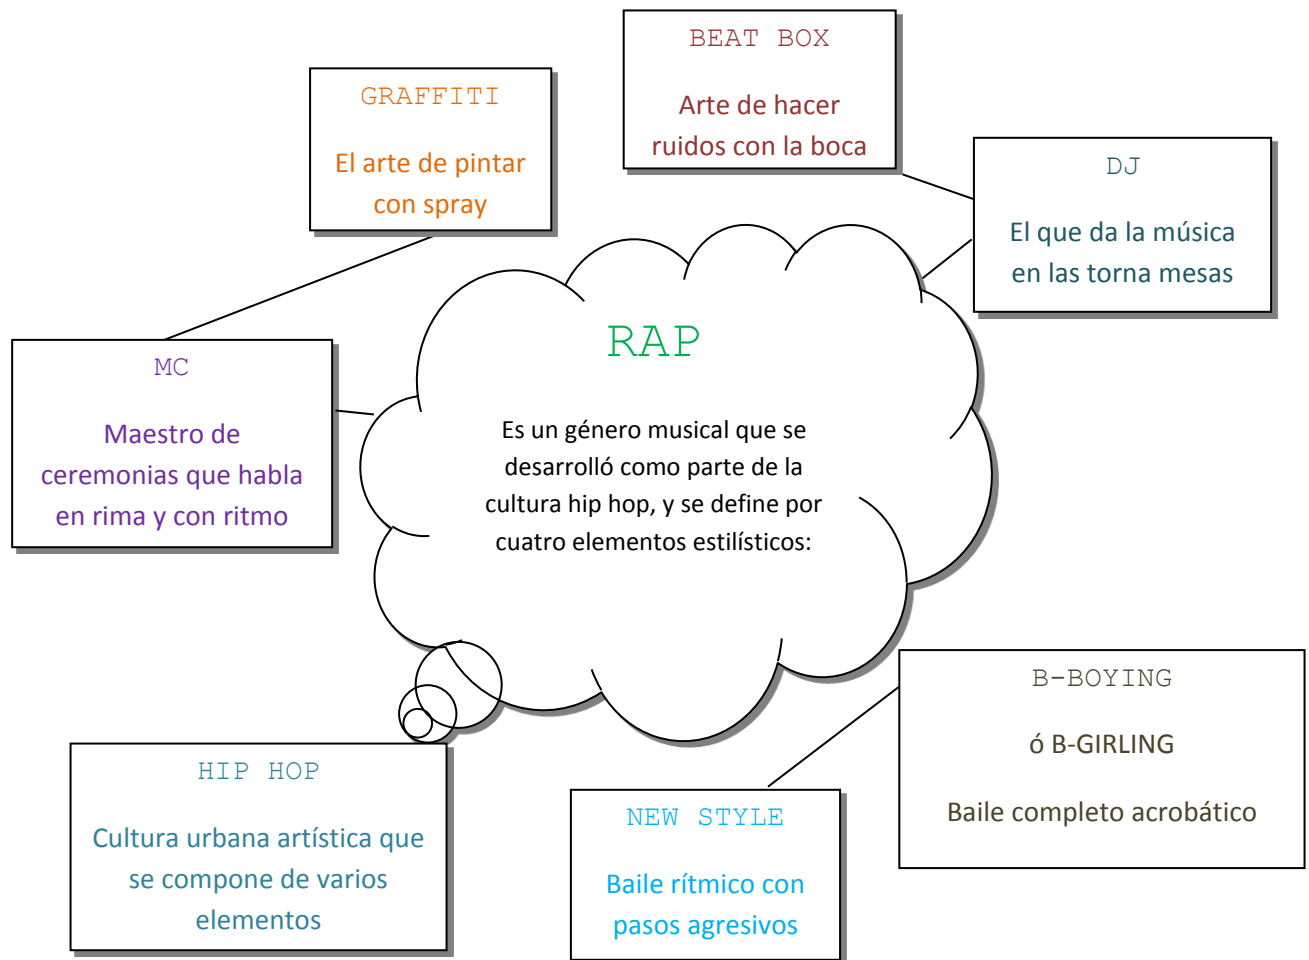 BEAT BOX
Arte de hacer
ruidos con la boca
GRAFFITI
El arte de pintar
con spray
DJ
El que da la música
en las torna mesas
RAP
Es un género musical que se
desarrolló como parte de la
cultura hip hop, y se define por
cuatro elementos estilísticos:
MC
Maestro de
ceremonias que habla
en rima y con ritmo
B-BOYING
ó B-GIRLING
Baile completo acrobático
HIP HOP
Cultura urbana artística que
se compone de varios
elementos
NEW STYLE
Baile rítmico con
pasos agresivos